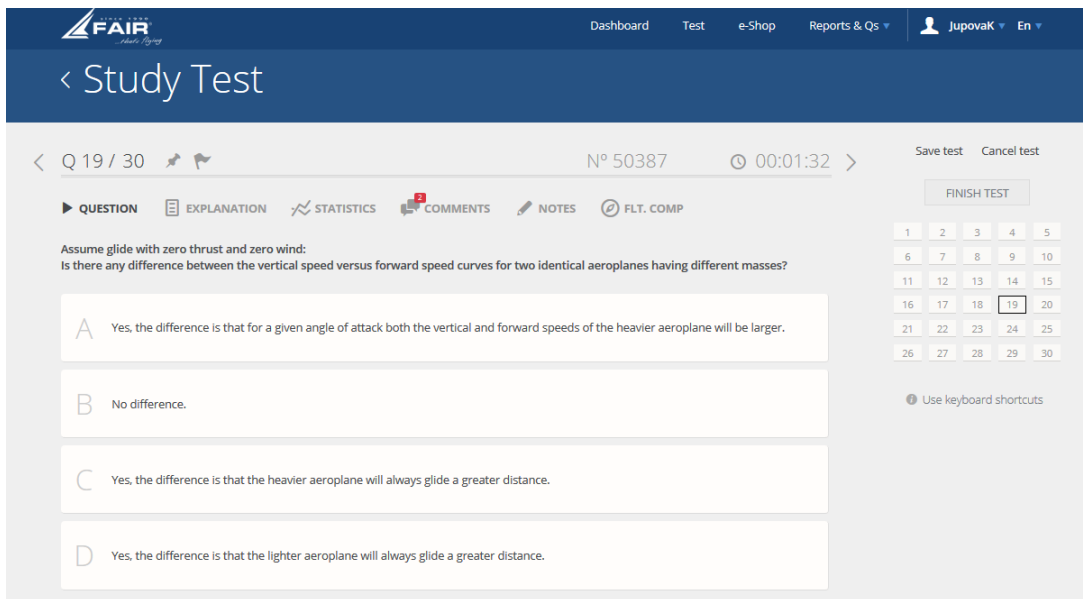 SINCE 1990
FAIR
...that's flying
Dashboard Test e-Shop Reports & Qs JupovaK En
Study Test
Q 19 / 30 Nº 50387 00:01:32
Save test Cancel test
FINISH TEST
QUESTION EXPLANATION STATISTICS 2 COMMENTS NOTES FLT. COMP
Assume glide with zero thrust and zero wind:
Is there any difference between the vertical speed versus forward speed curves for two identical aeroplanes having different masses?
A Yes, the difference is that for a given angle of attack both the vertical and forward speeds of the heavier aeroplane will be larger.
B No difference.
C Yes, the difference is that the heavier aeroplane will always glide a greater distance.
D Yes, the difference is that the lighter aeroplane will always glide a greater distance.
1 2 3 4 5
6 7 8 9 10
11 12 13 14 15
16 17 18 19 20
21 22 23 24 25
26 27 28 29 30
Use keyboard shortcuts